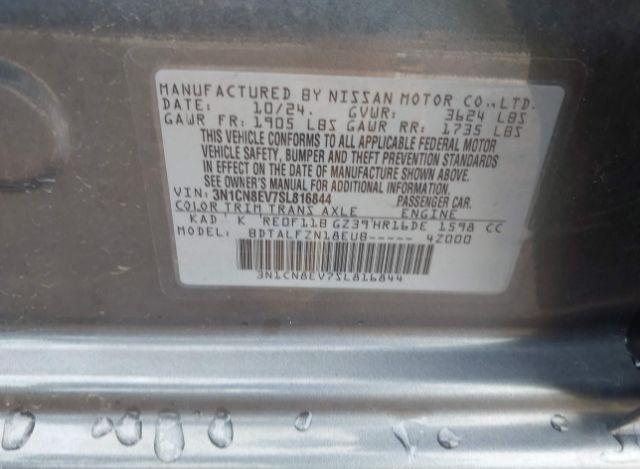 MANUFACTURED BY NISSAN MOTOR CO., LTD.
DATE: 10/24. GVWR: 3624 LBS
GAWR FR: 1905 LBS GAWR RR: 1735 LBS
THIS VEHICLE CONFORMS TO ALL APPLICABLE FEDERAL MOTOR
VEHICLE SAFETY, BUMPER AND THEFT PREVENTION STANDARDS
IN EFFECT ON THE DATE OF MANUFACTURE SHOWN ABOVE.
SEE OWNER'S MANUAL FOR ADDITIONAL INFORMATION.
VIN: 3N1CN8EV7SL816844 PASSENGER CAR.
COLOR TRIM TRANS AXLE ENGINE
KAD K RE0F11B GZ39 HR16DE 1598 CC
MODEL: BDTALFZN18EUB----- 4Z000
3N1CN8EV7SL816844